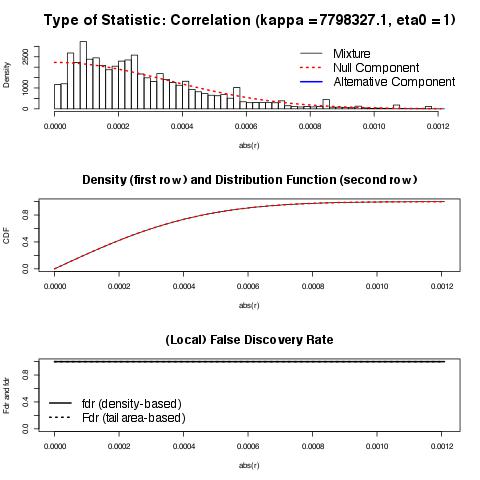 Type of Statistic: Correlation (kappa =7798327.1, eta0 =1)
Density
0 1000 2500
Mixture
Null Component
Alternative Component
0.0000 0.0002 0.0004 0.0006 0.0008 0.0010 0.0012
abs(r)
Density (first row) and Distribution Function (second row)
CDF
0.0 0.4 0.8
0.0000 0.0002 0.0004 0.0006 0.0008 0.0010 0.0012
abs(r)
(Local) False Discovery Rate
Fdr and fdr
0.0 0.4 0.8
fdr (density-based)
Fdr (tail area-based)
0.0000 0.0002 0.0004 0.0006 0.0008 0.0010 0.0012
abs(r)